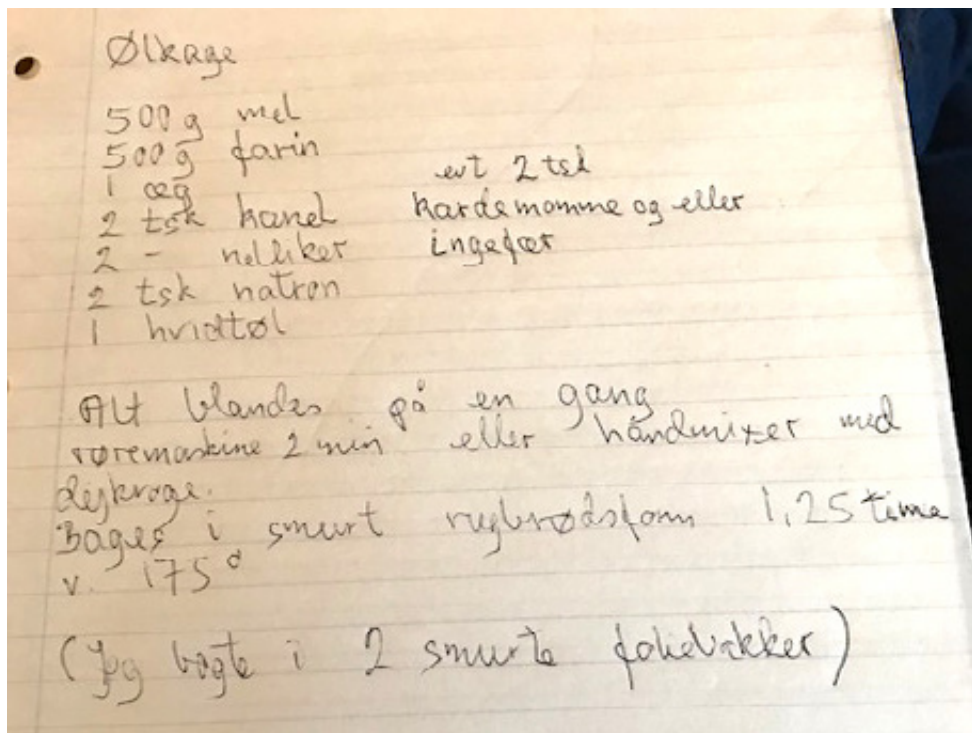 Ølkage
500 g mel
500 g farin
1 æg
2 tsk kanel
2 - nelliker
2 tsk natron
1 hvidtøl
evt 2 tsk
kardemomme og eller
ingefær
Alt blandes på en gang
røremaskine 2 min eller håndmixer med
dejkroge.
Bages i smurt rugbrødsform 1,25 time
v. 175°
(Jeg bagte i 2 smurte foliebakker)